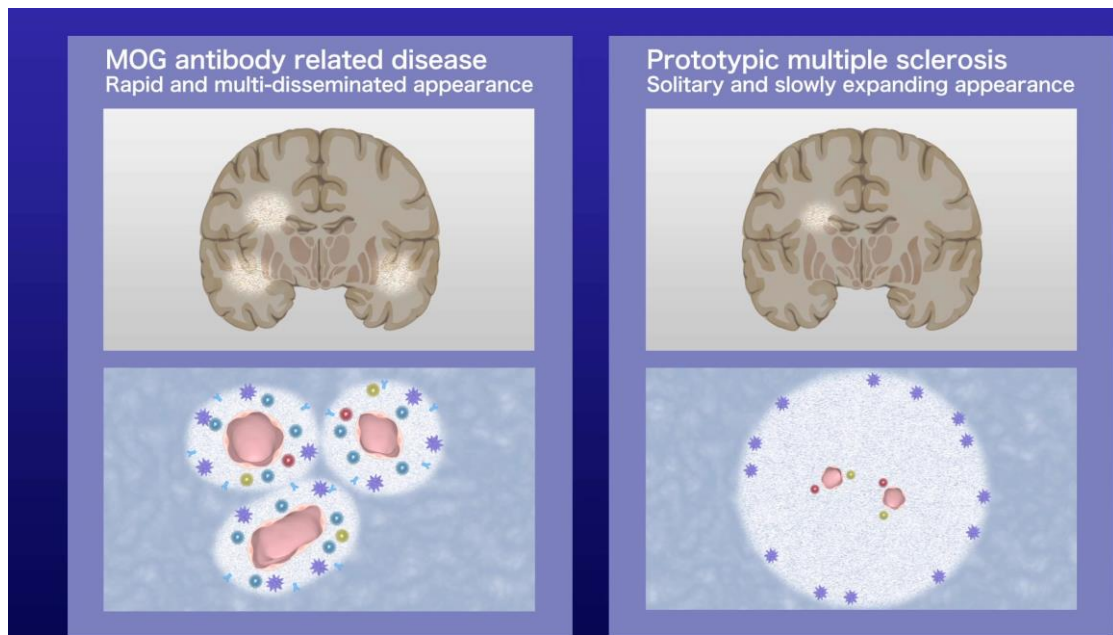 MOG antibody related disease
Rapid and multi-disseminated appearance
Prototypic multiple sclerosis
Solitary and slowly expanding appearance